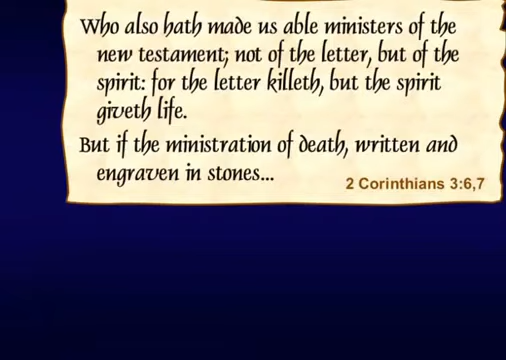 Who also hath made us able ministers of the
new testament; not of the letter, but of the
spirit: for the letter killeth, but the spirit
giveth life.
But if the ministration of death, written and
engraven in stones...
2 Corinthians 3:6,7